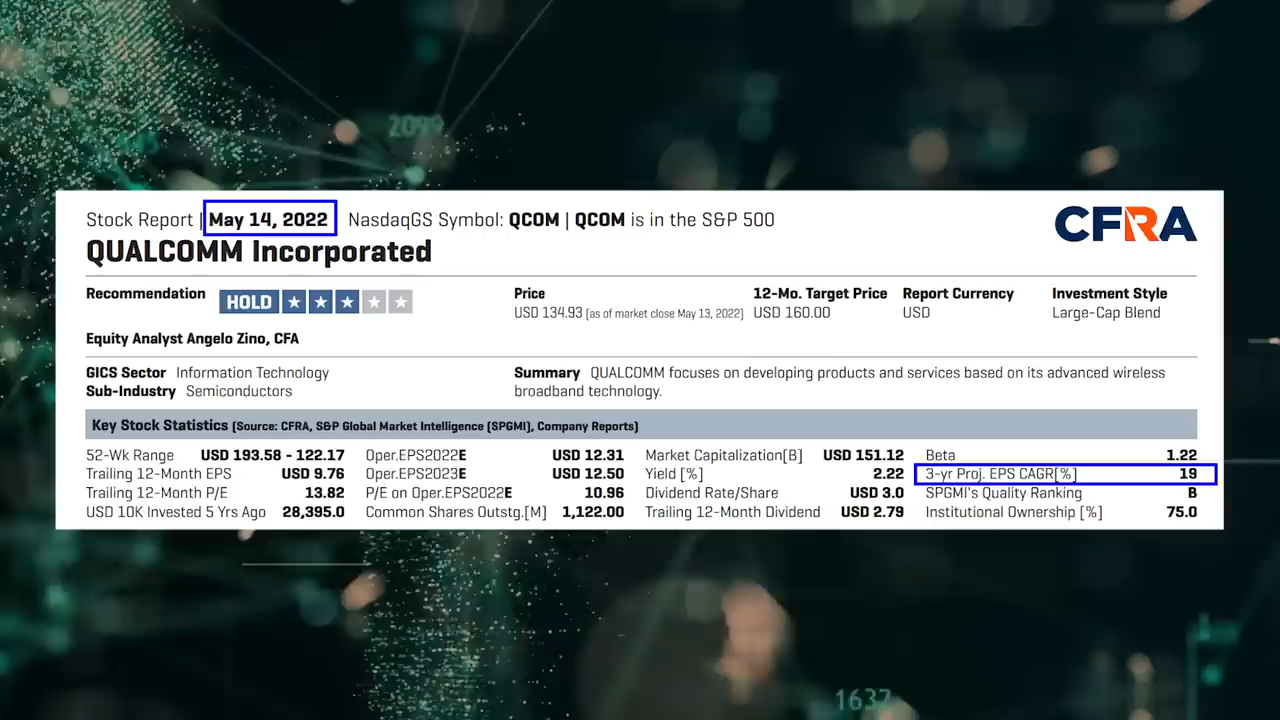 2099
Stock Report | May 14, 2022 NasdaqGS Symbol: QCOM | QCOM is in the S&P 500
CFRA
QUALCOMM Incorporated
Recommendation HOLD ★ ★ ★ ★ ★
Price 12-Mo. Target Price Report Currency Investment Style
USD 134.93 (as of market close May 13, 2022) USD 160.00 USD Large-Cap Blend
Equity Analyst Angelo Zino, CFA
GICS Sector Information Technology
Sub-Industry Semiconductors
Summary QUALCOMM focuses on developing products and services based on its advanced wireless
broadband technology.
Key Stock Statistics (Source: CFRA, S&P Global Market Intelligence (SPGMI), Company Reports)
52-Wk Range USD 193.58 - 122.17 Oper.EPS2022E USD 12.31 Market Capitalization[B] USD 151.12 Beta 1.22
Trailing 12-Month EPS USD 9.76 Oper.EPS2023E USD 12.50 Yield [%] 2.22 3-yr Proj. EPS CAGR[%] 19
Trailing 12-Month P/E 13.82 P/E on Oper.EPS2022E 10.96 Dividend Rate/Share USD 3.0 SPGMI's Quality Ranking B
USD 10K Invested 5 Yrs Ago 28,395.0 Common Shares Outstg.[M] 1,122.00 Trailing 12-Month Dividend USD 2.79 Institutional Ownership [%] 75.0
1637